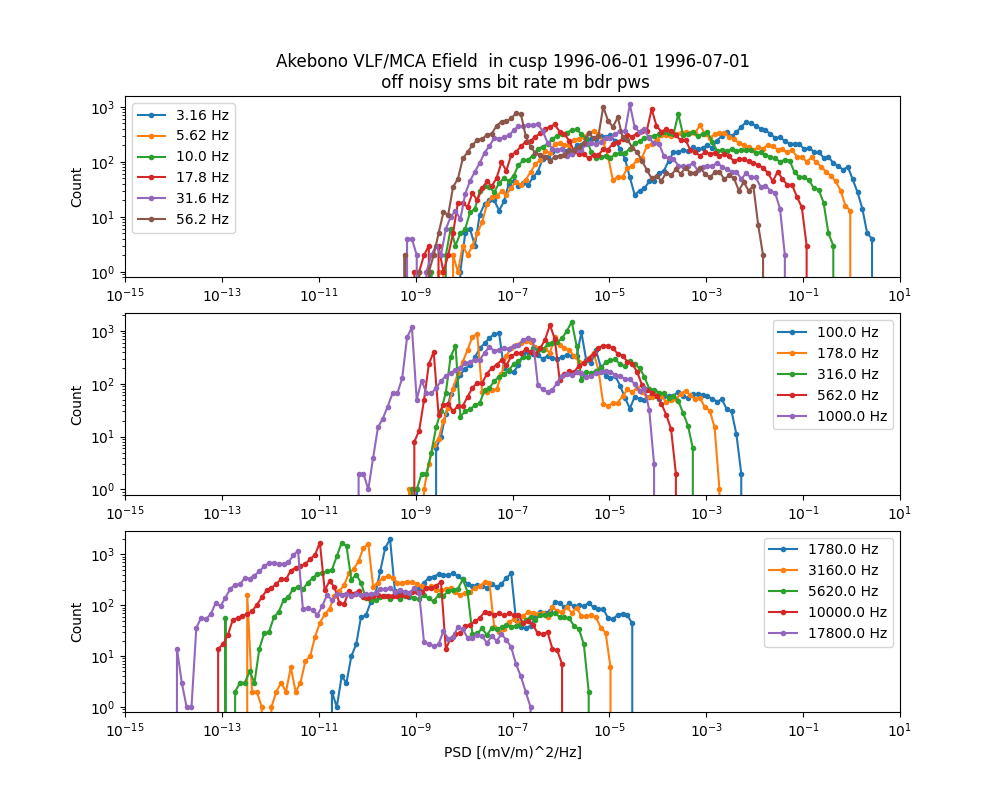 Akebono VLF/MCA Efield  in cusp 1996-06-01 1996-07-01
off noisy sms bit rate m bdr pws
Count
10^3
10^2
10^1
10^0
3.16 Hz
5.62 Hz
10.0 Hz
17.8 Hz
31.6 Hz
56.2 Hz
10^-15 10^-13 10^-11 10^-9 10^-7 10^-5 10^-3 10^-1 10^1
Count
10^3
10^2
10^1
10^0
100.0 Hz
178.0 Hz
316.0 Hz
562.0 Hz
1000.0 Hz
10^-15 10^-13 10^-11 10^-9 10^-7 10^-5 10^-3 10^-1 10^1
Count
10^3
10^2
10^1
10^0
1780.0 Hz
3160.0 Hz
5620.0 Hz
10000.0 Hz
17800.0 Hz
10^-15 10^-13 10^-11 10^-9 10^-7 10^-5 10^-3 10^-1 10^1
PSD [(mV/m)^2/Hz]